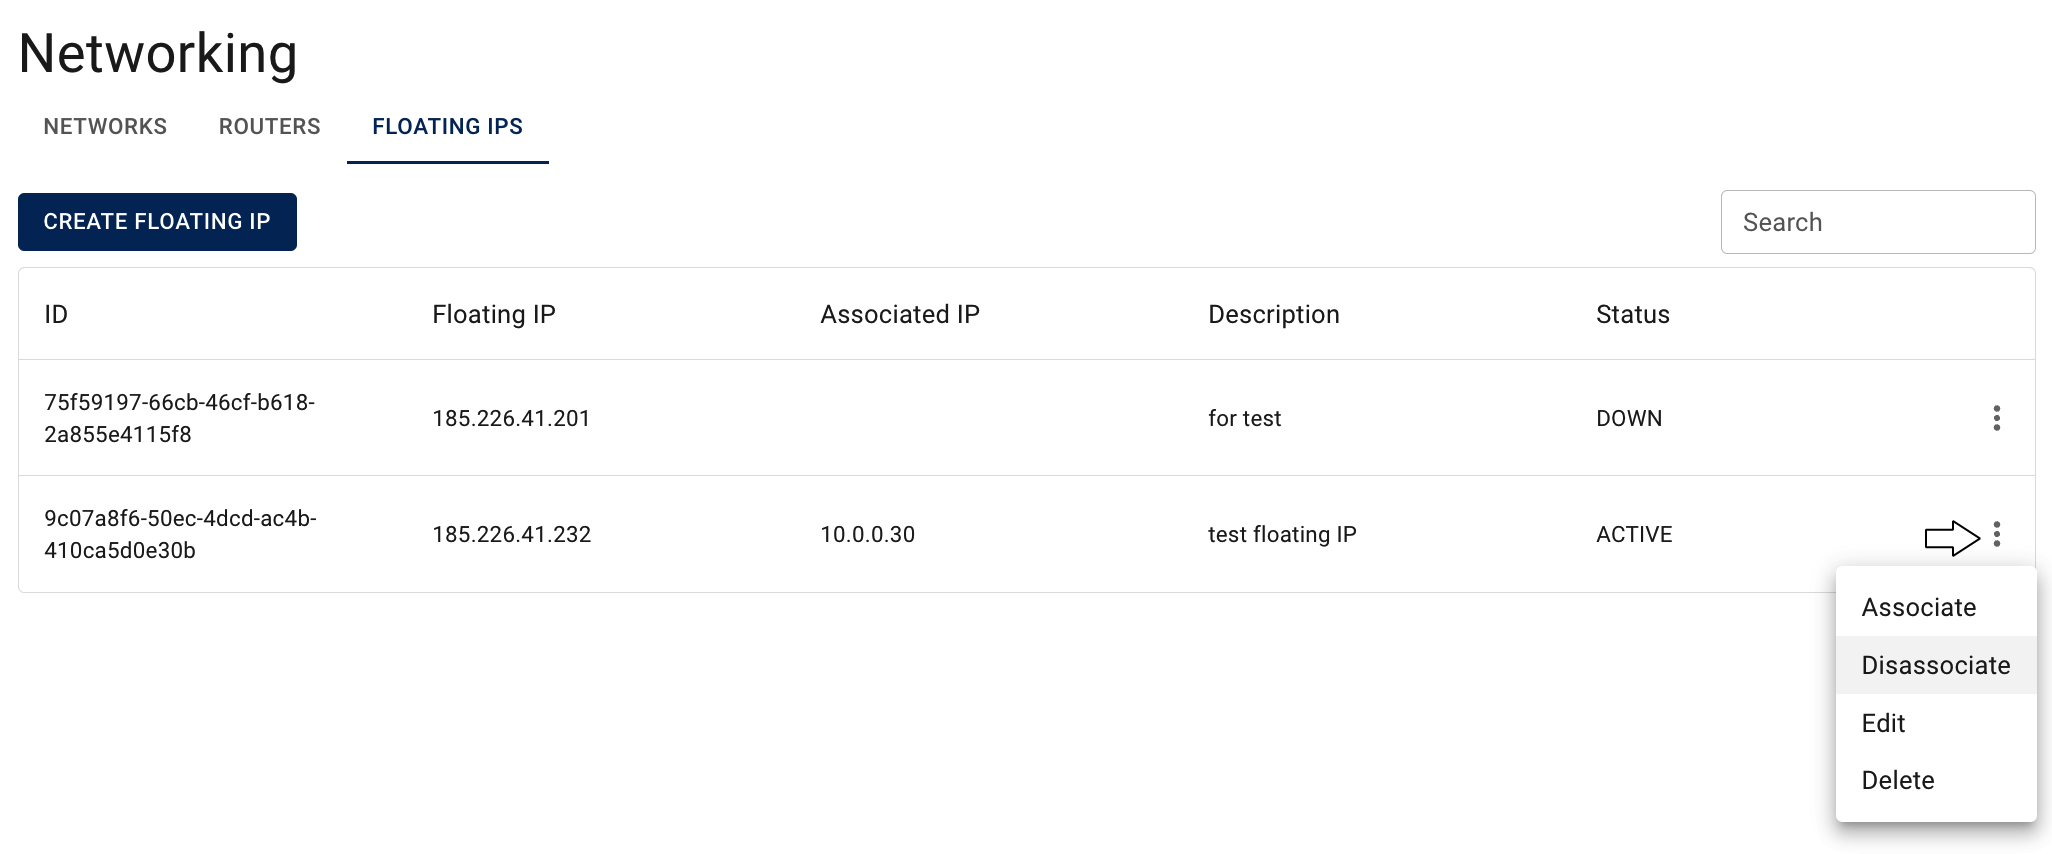 Networking
NETWORKS ROUTERS FLOATING IPS
CREATE FLOATING IP Search
ID Floating IP Associated IP Description Status
75f59197-66cb-46cf-b618-
2a855e4115f8
185.226.41.201 for test DOWN
9c07a8f6-50ec-4dcd-ac4b-
410ca5d0e30b
185.226.41.232 10.0.0.30 test floating IP ACTIVE
Associate
Disassociate
Edit
Delete